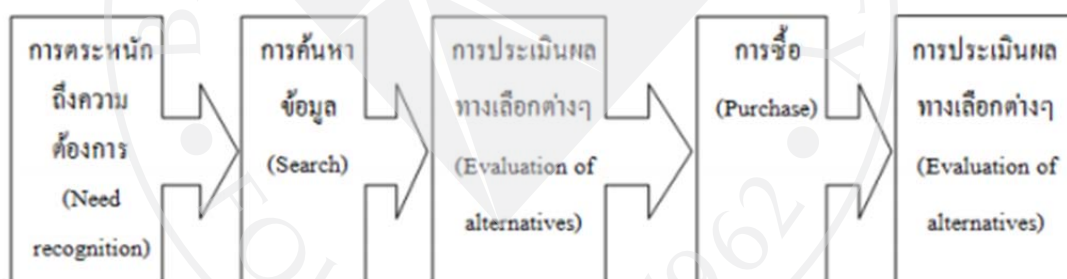 การตระหนัก
ถึงความ
ต้องการ
(Need
recognition)
การค้นหา
ข้อมูล
(Search)
การประเมินผล
ทางเลือกต่างๆ
(Evaluation of
alternatives)
การซื้อ
(Purchase)
การประเมินผล
ทางเลือกต่างๆ
(Evaluation of
alternatives)